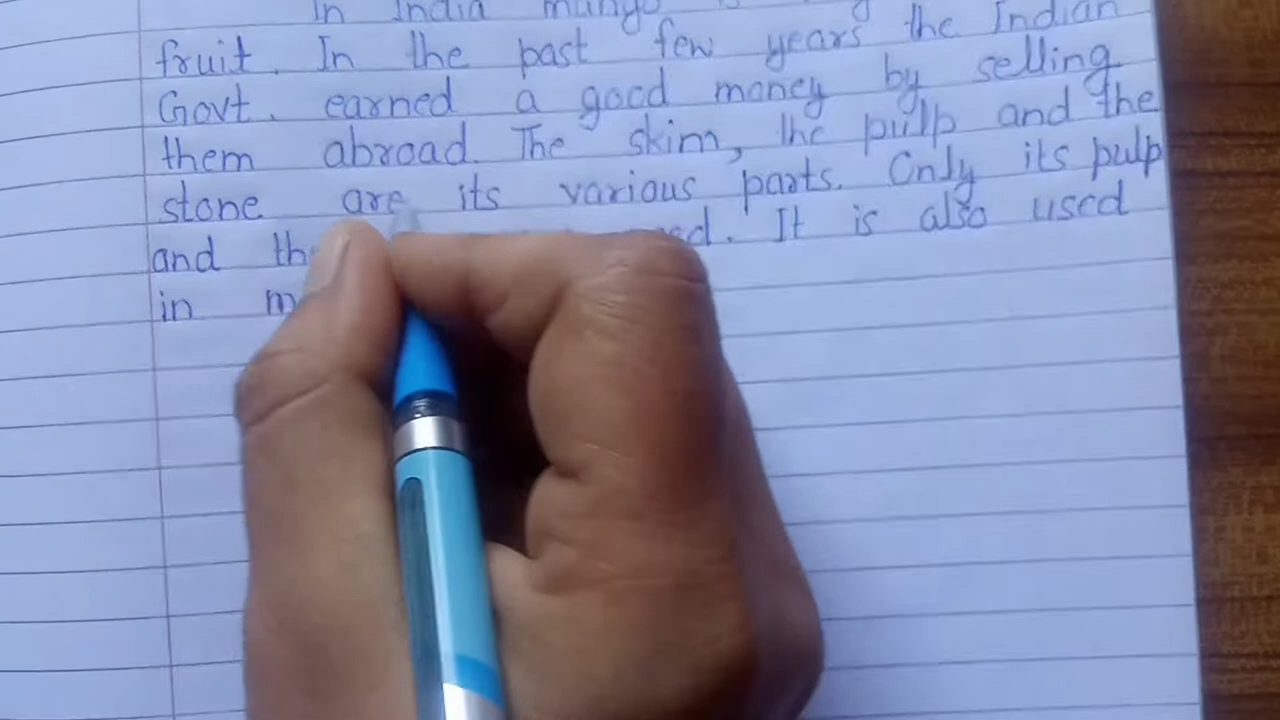 In India mango is
fruit. In the past few years the Indian
Govt. earned a good money by selling
them abroad. The skim, the pulp and the
stone are its various parts. Only its pulp
and It is also used
in